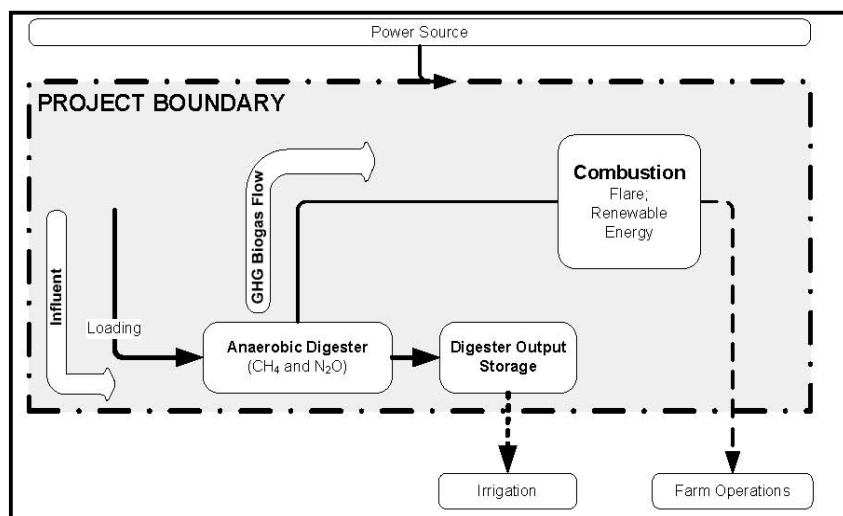 Power Source
PROJECT BOUNDARY
GHG Biogas Flow
Combustion
Flare;
Renewable
Energy
Influent
Loading
Anaerobic Digester
(CH₄ and N₂O)
Digester Output
Storage
Irrigation
Farm Operations